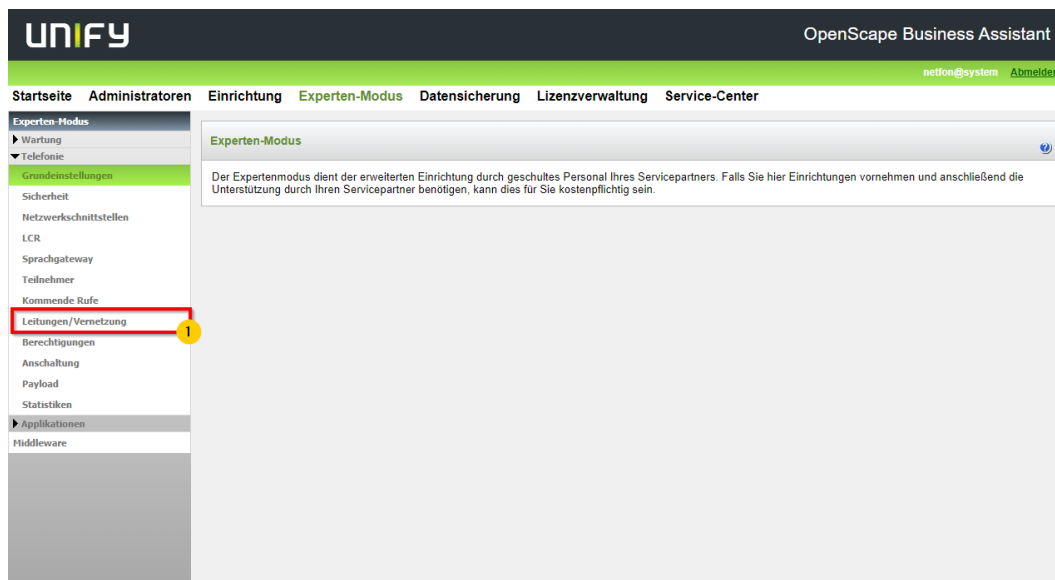 UNIFY
OpenScape Business Assistant
netfon@system Abmelden
Startseite Administratoren Einrichtung Experten-Modus Datensicherung Lizenzverwaltung Service-Center
Experten-Modus
Wartung
Telefonie
Grundeinstellungen
Sicherheit
Netzwerkschnittstellen
LCR
Sprachgateway
Teilnehmer
Kommende Rufe
Leitungen/Vernetzung
1
Berechtigungen
Anschaltung
Payload
Statistiken
Applikationen
Middleware
Experten-Modus
Der Expertenmodus dient der erweiterten Einrichtung durch geschultes Personal Ihres Servicepartners. Falls Sie hier Einrichtungen vornehmen und anschließend die
Unterstützung durch Ihren Servicepartner benötigen, kann dies für Sie kostenpflichtig sein.